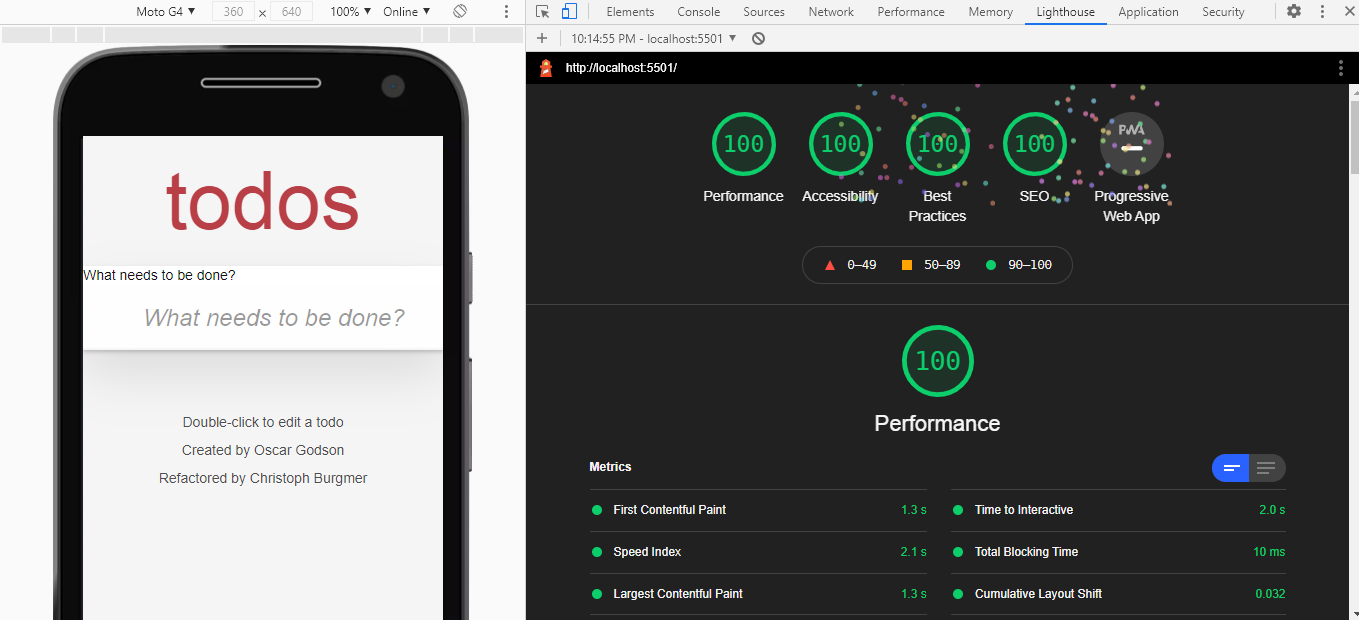 Moto G4 ▼ 360 × 640 100% ▼ Online ▼
Elements Console Sources Network Performance Memory Lighthouse Application Security
10:14:55 PM - localhost:5501 ▼
http://localhost:5501/
100 100 100 100 PWA
Performance Accessibility Best Practices SEO Progressive Web App
0–49 50–89 90–100
100
Performance
Metrics
First Contentful Paint 1.3 s
Time to Interactive 2.0 s
Speed Index 2.1 s
Total Blocking Time 10 ms
Largest Contentful Paint 1.3 s
Cumulative Layout Shift 0.032
todos
What needs to be done?
What needs to be done?
Double-click to edit a todo
Created by Oscar Godson
Refactored by Christoph Burgmer